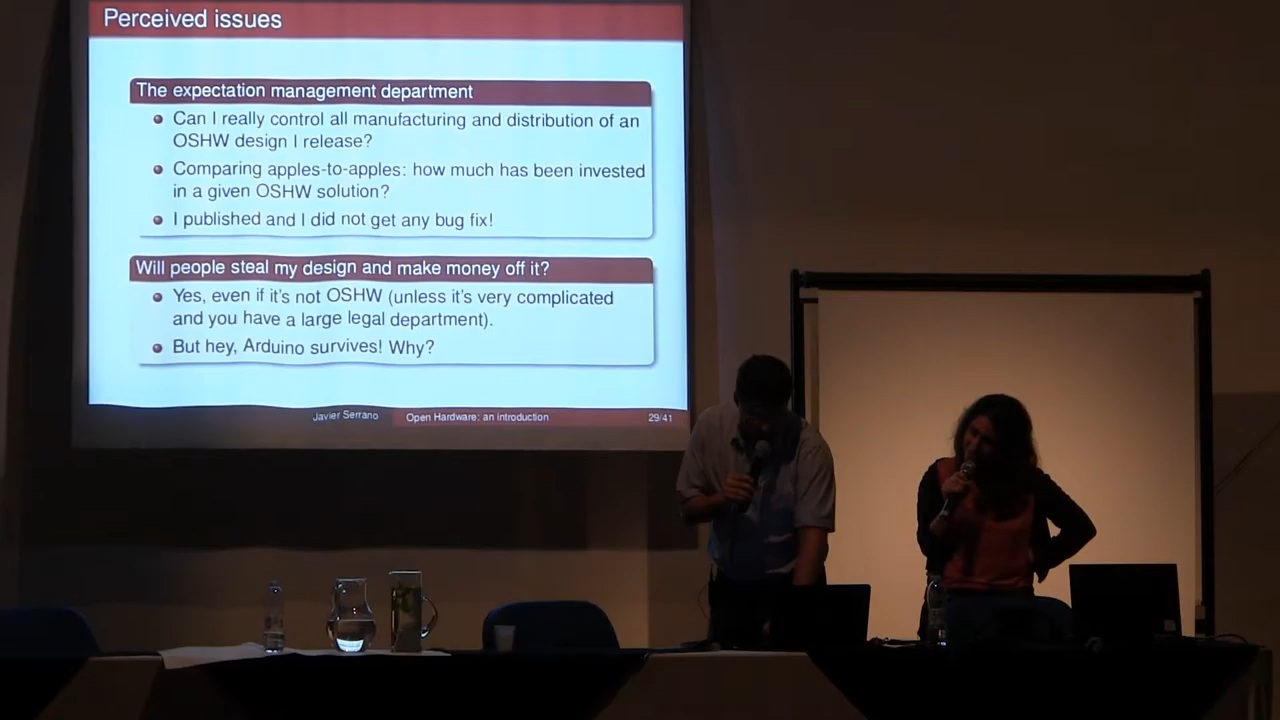 Perceived issues
The expectation management department
Can I really control all manufacturing and distribution of an
OSHW design I release?
Comparing apples-to-apples: how much has been invested
in a given OSHW solution?
I published and I did not get any bug fix!
Will people steal my design and make money off it?
Yes, even if it's not OSHW (unless it's very complicated
and you have a large legal department).
But hey, Arduino survives! Why?
Javier Serrano Open Hardware: an introduction 29/41